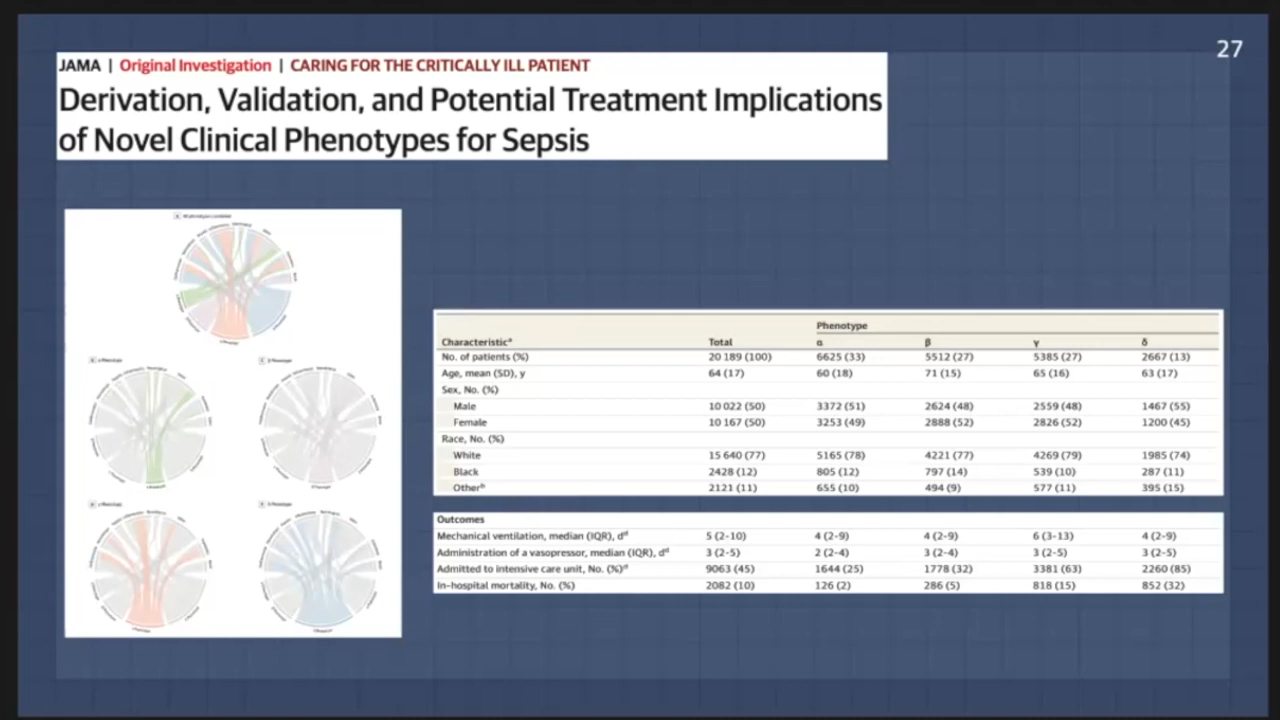 27
JAMA | Original Investigation | CARING FOR THE CRITICALLY ILL PATIENT
Derivation, Validation, and Potential Treatment Implications
of Novel Clinical Phenotypes for Sepsis
Phenotype
Characteristicᵃ Total α β γ δ
No. of patients (%) 20 189 (100) 6625 (33) 5512 (27) 5385 (27) 2667 (13)
Age, mean (SD), y 64 (17) 60 (18) 71 (15) 65 (16) 63 (17)
Sex, No. (%)
Male 10 022 (50) 3372 (51) 2624 (48) 2559 (48) 1467 (55)
Female 10 167 (50) 3253 (49) 2888 (52) 2826 (52) 1200 (45)
Race, No. (%)
White 15 640 (77) 5165 (78) 4221 (77) 4269 (79) 1985 (74)
Black 2428 (12) 805 (12) 797 (14) 539 (10) 287 (11)
Otherᵇ 2121 (11) 655 (10) 494 (9) 577 (11) 395 (15)
Outcomes
Mechanical ventilation, median (IQR), dᵈ 5 (2-10) 4 (2-9) 4 (2-9) 6 (3-13) 4 (2-9)
Administration of a vasopressor, median (IQR), dᵈ 3 (2-5) 2 (2-4) 3 (2-4) 3 (2-5) 3 (2-5)
Admitted to intensive care unit, No. (%)ᵈ 9063 (45) 1644 (25) 1778 (32) 3381 (63) 2260 (85)
In-hospital mortality, No. (%) 2082 (10) 126 (2) 286 (5) 818 (15) 852 (32)